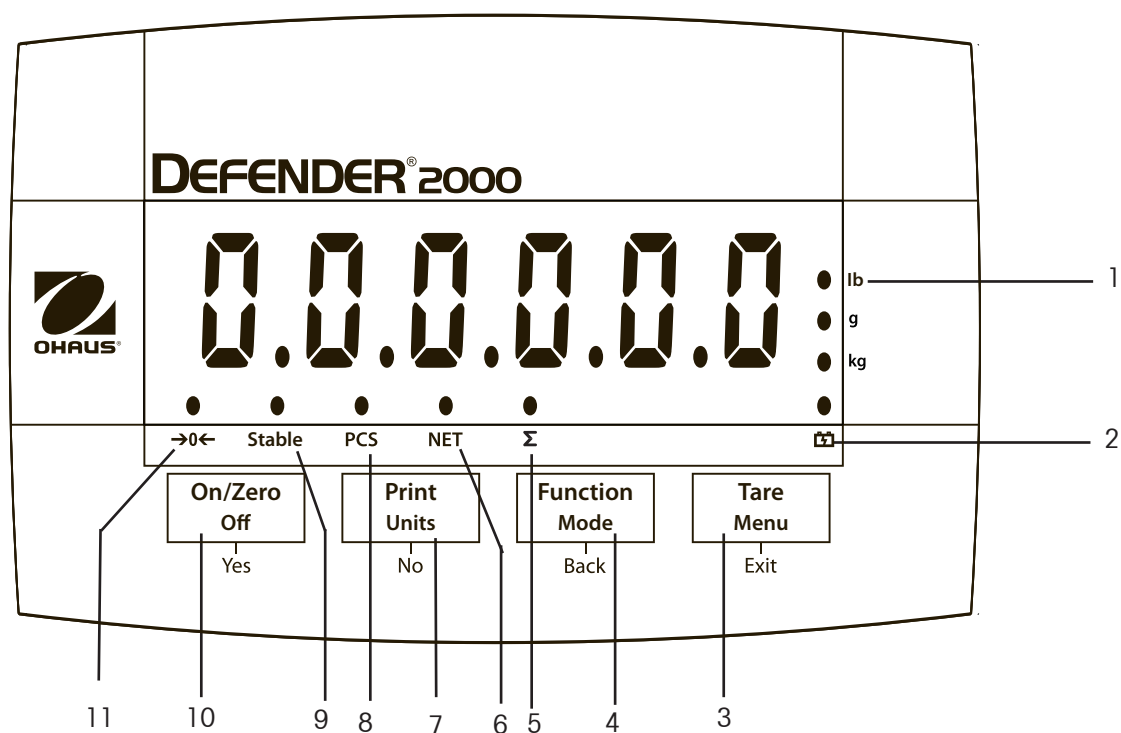 DEFENDER® 2000
0.0.0.0.0.0
lb
g
kg
OHAUS®
→0← Stable PCS NET Σ
On/Zero Print Function Tare
Off Units Mode Menu
Yes No Back Exit
1
2
11 10 9 8 7 6 5 4 3